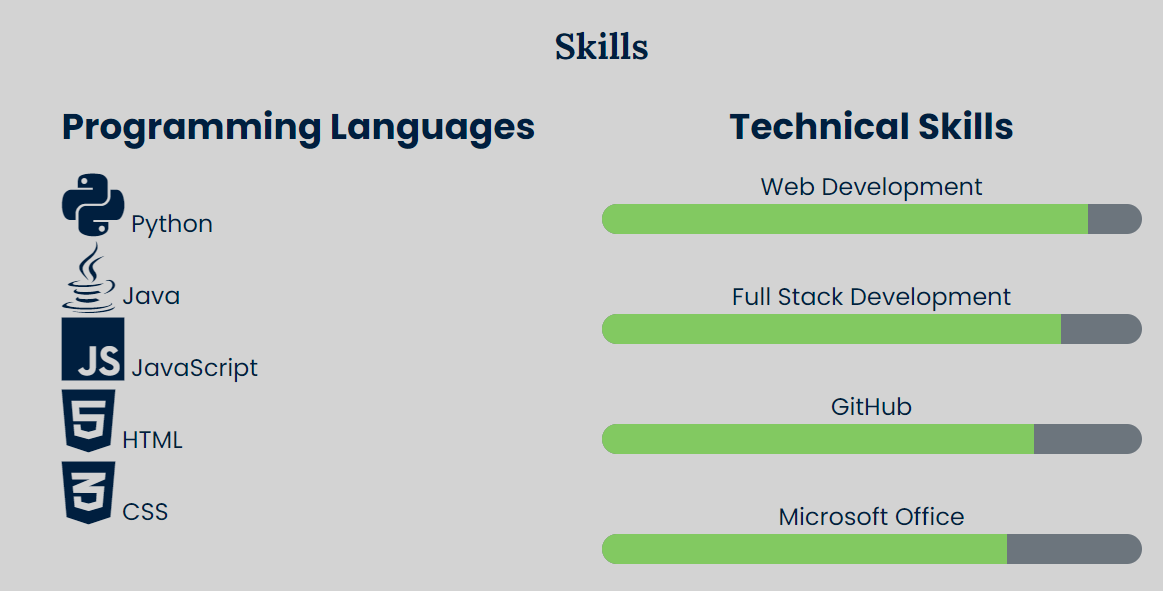 Skills
Programming Languages
Python
Java
JS JavaScript
5 HTML
3 CSS
Technical Skills
Web Development
Full Stack Development
GitHub
Microsoft Office